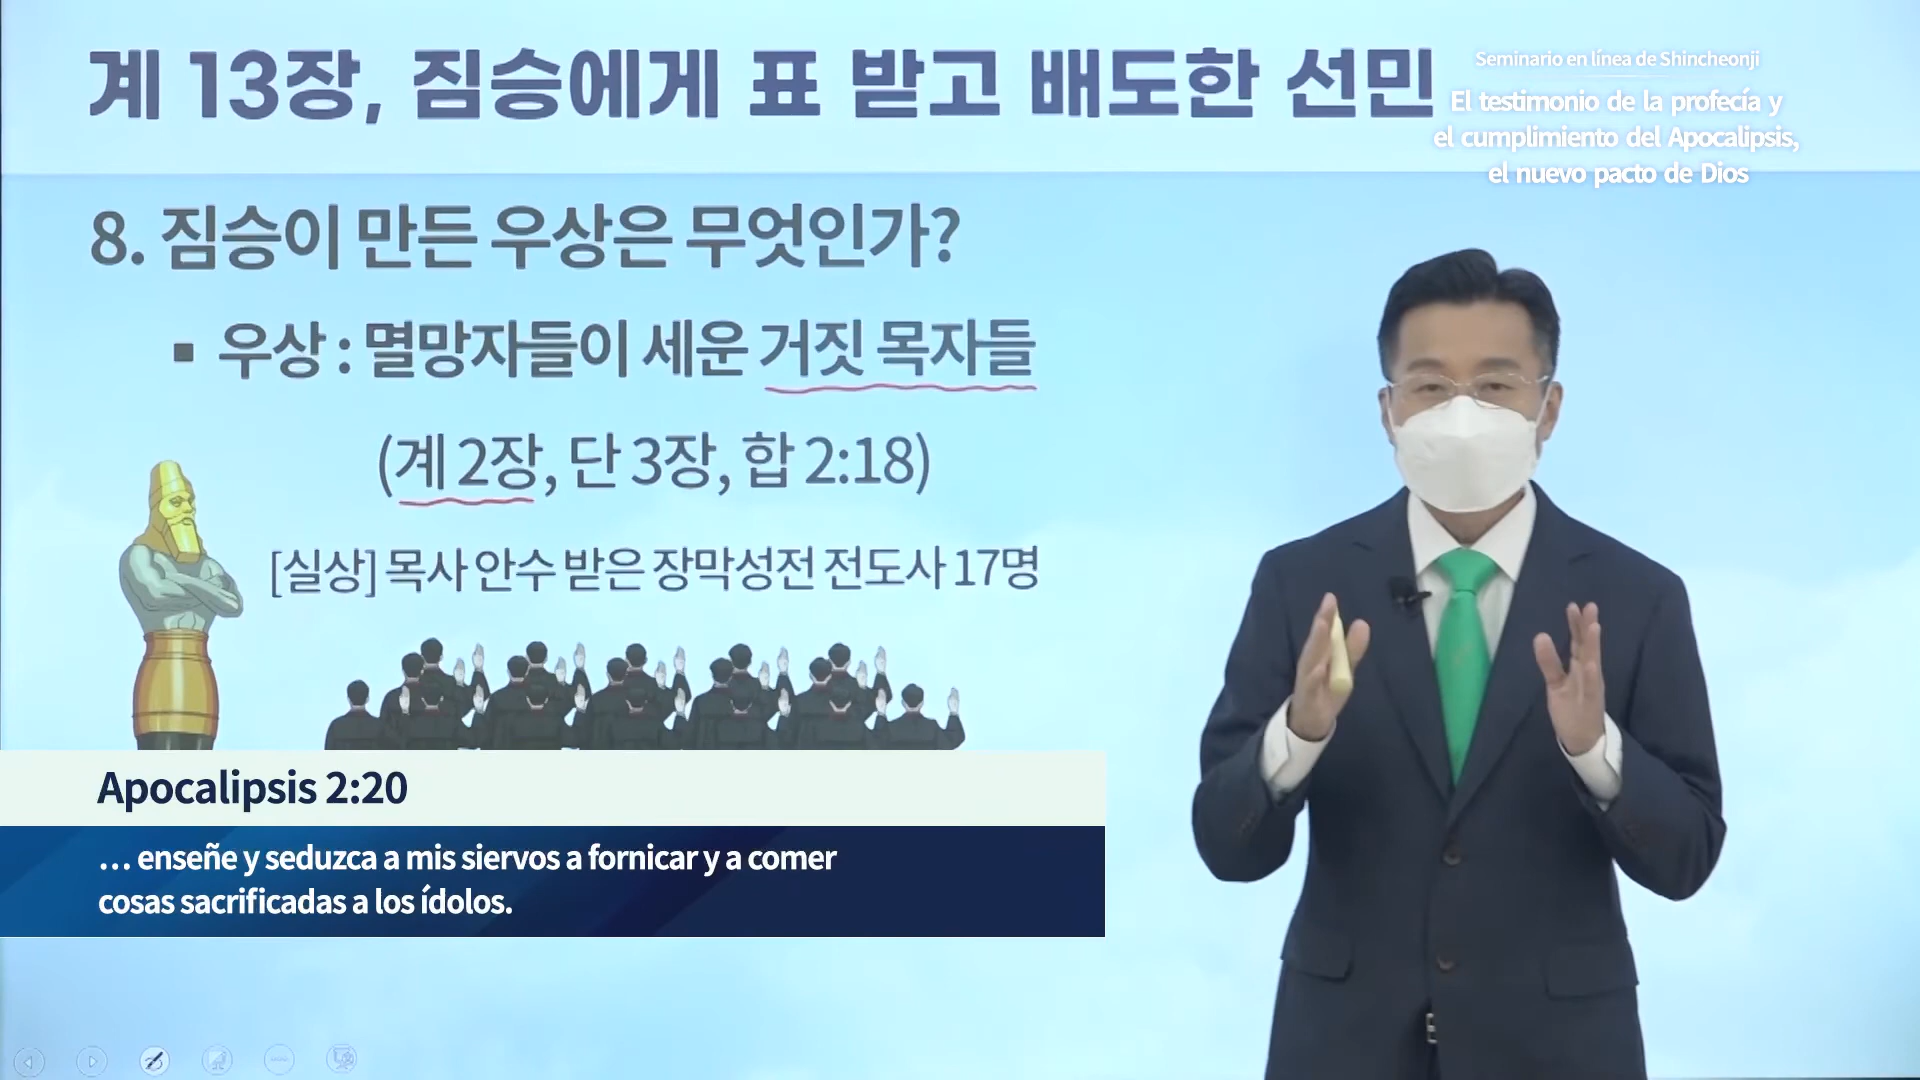 계 13장, 짐승에게 표 받고 배도한 선민
Seminario en línea de Shincheonji
El testimonio de la profecía y
el cumplimiento del Apocalipsis,
el nuevo pacto de Dios
8. 짐승이 만든 우상은 무엇인가?
▪ 우상 : 멸망자들이 세운 거짓 목자들
(계 2장, 단 3장, 합 2:18)
[실상] 목사 안수 받은 장막성전 전도사 17명
Apocalipsis 2:20
… enseñe y seduzca a mis siervos a fornicar y a comer
cosas sacrificadas a los ídolos.